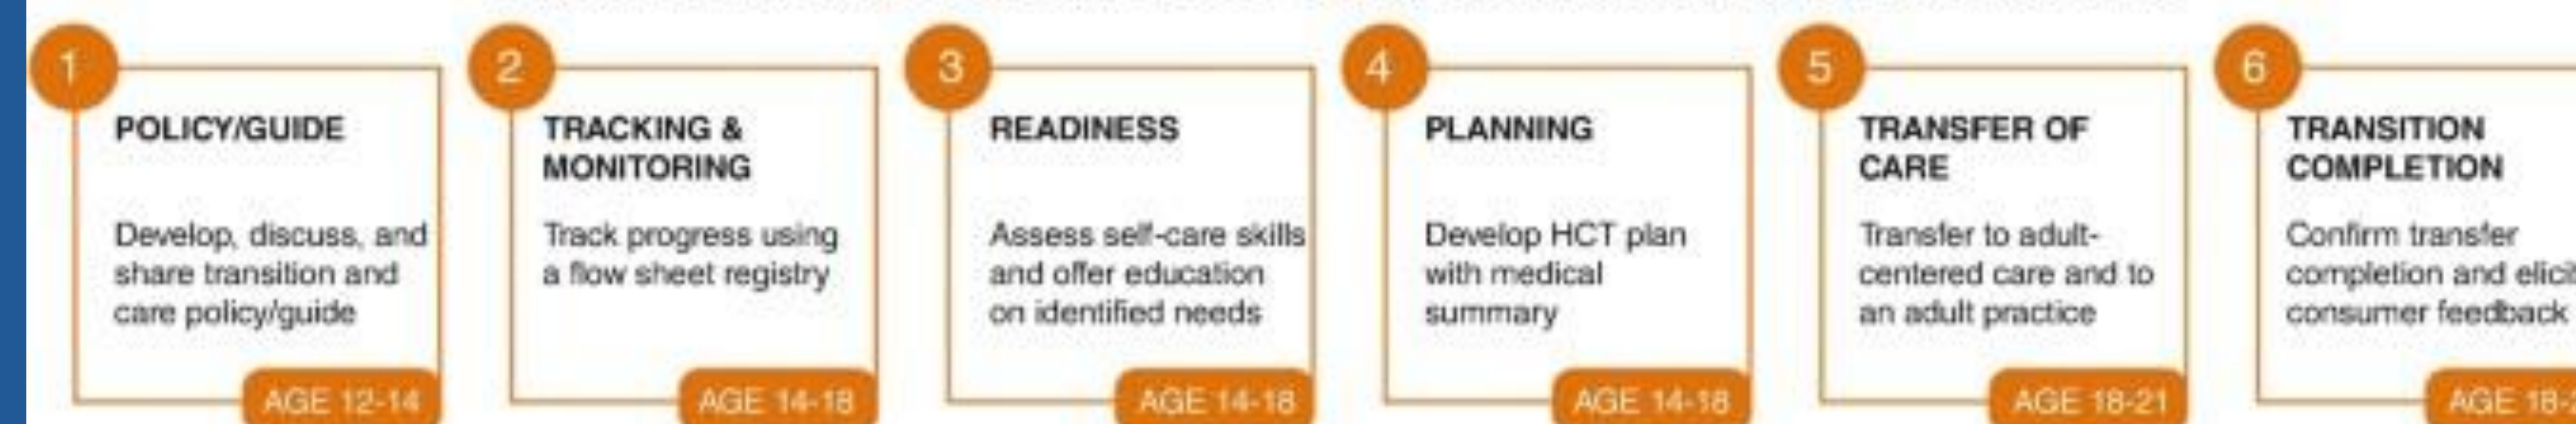 1
POLICY/GUIDE
Develop, discuss, and
share transition and
care policy/guide
AGE 12-14
2
TRACKING &
MONITORING
Track progress using
a flow sheet registry
AGE 14-18
3
READINESS
Assess self-care skills
and offer education
on identified needs
AGE 14-18
4
PLANNING
Develop HCT plan
with medical
summary
AGE 14-18
5
TRANSFER OF
CARE
Transfer to adult-
centered care and to
an adult practice
AGE 18-21
6
TRANSITION
COMPLETION
Confirm transfer
completion and
consumer feedback
AGE